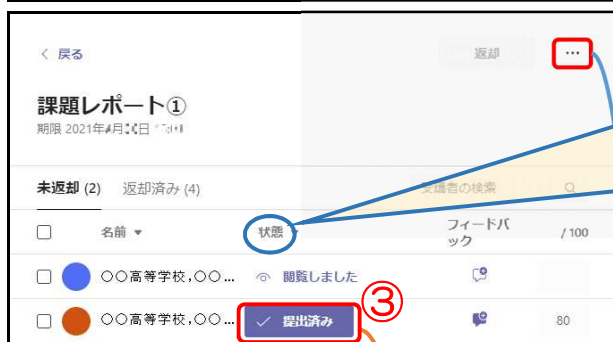 < 戻る
返却 …
課題レポート①
期限 2021年4月
未返却 (2) 返却済み (4)
受講者の検索
名前 状態 フィードバック / 100
〇〇高等学校,〇〇... 閲覧しました
③
〇〇高等学校,〇〇... 提出済み 80